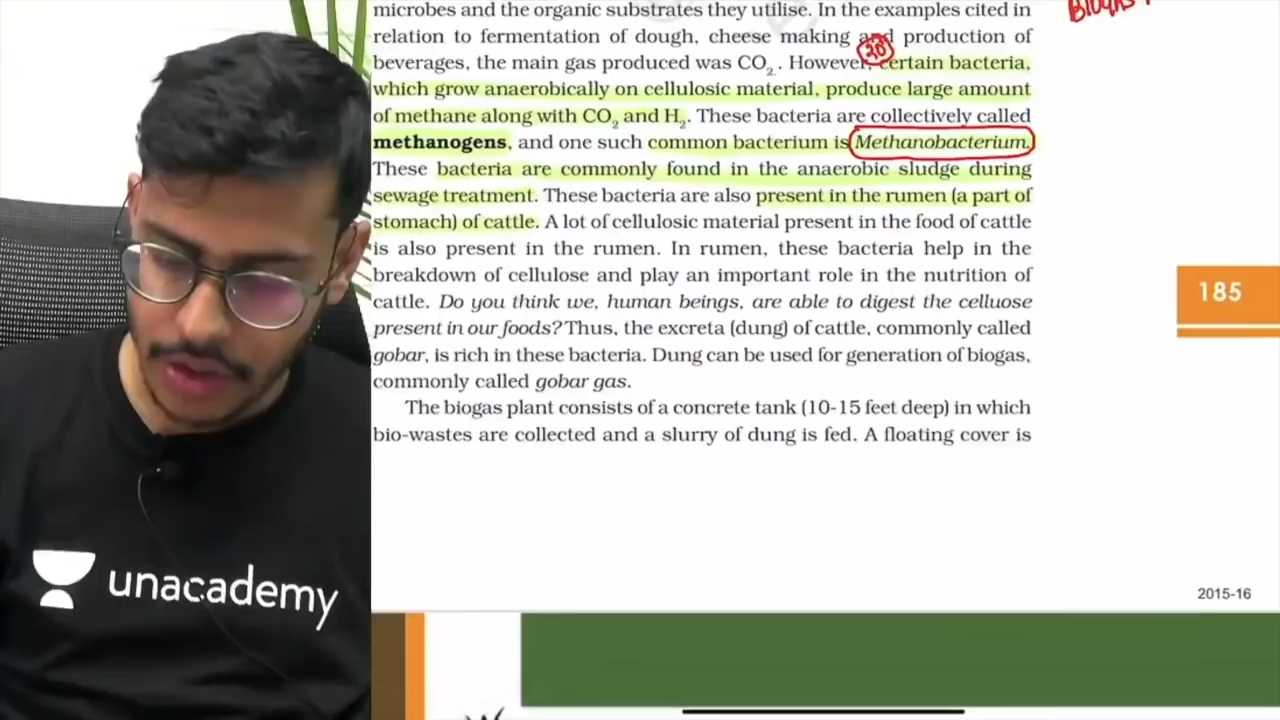 microbes and the organic substrates they utilise. In the examples cited in
BIOGAS
relation to fermentation of dough, cheese making and production of
beverages, the main gas produced was CO2. However, certain bacteria,
20
which grow anaerobically on cellulosic material, produce large amount
of methane along with CO2 and H2. These bacteria are collectively called
methanogens, and one such common bacterium is Methanobacterium.
These bacteria are commonly found in the anaerobic sludge during
sewage treatment. These bacteria are also present in the rumen (a part of
stomach) of cattle. A lot of cellulosic material present in the food of cattle
is also present in the rumen. In rumen, these bacteria help in the
breakdown of cellulose and play an important role in the nutrition of
cattle. Do you think we, human beings, are able to digest the celluose
present in our foods? Thus, the excreta (dung) of cattle, commonly called
gobar, is rich in these bacteria. Dung can be used for generation of biogas,
commonly called gobar gas.
The biogas plant consists of a concrete tank (10-15 feet deep) in which
bio-wastes are collected and a slurry of dung is fed. A floating cover is
185
2015-16
unacademy